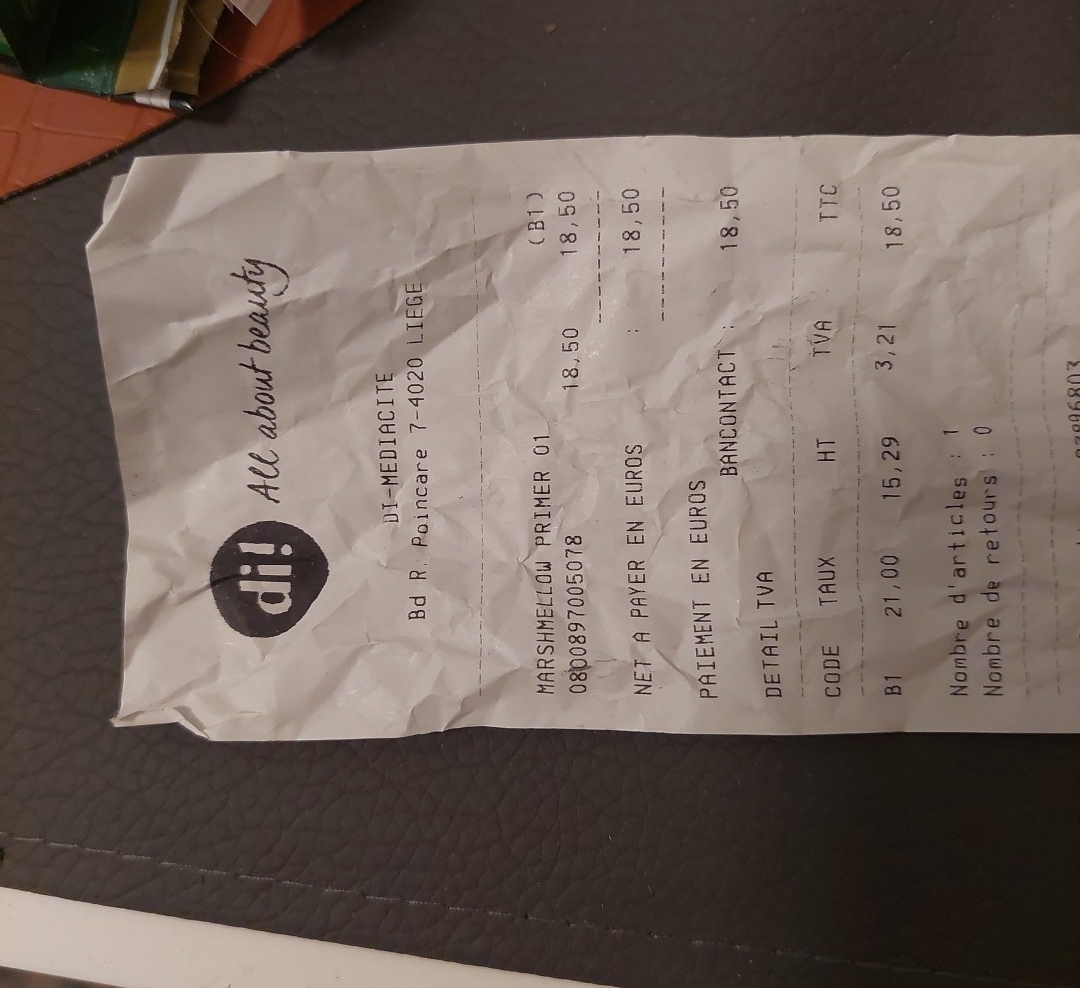 di! All about beauty
DI-MEDIACITE
Bd R. Poincare 7-4020 LIEGE
MARSHMELLOW PRIMER 01 (B1)
0800897005078 18,50 18,50
NET A PAYER EN EUROS : 18,50
PAIEMENT EN EUROS
BANCONTACT : 18,50
DETAIL TVA
CODE TAUX HT TVA TTC
B1 21,00 15,29 3,21 18,50
Nombre d'articles : 1
Nombre de retours : 0